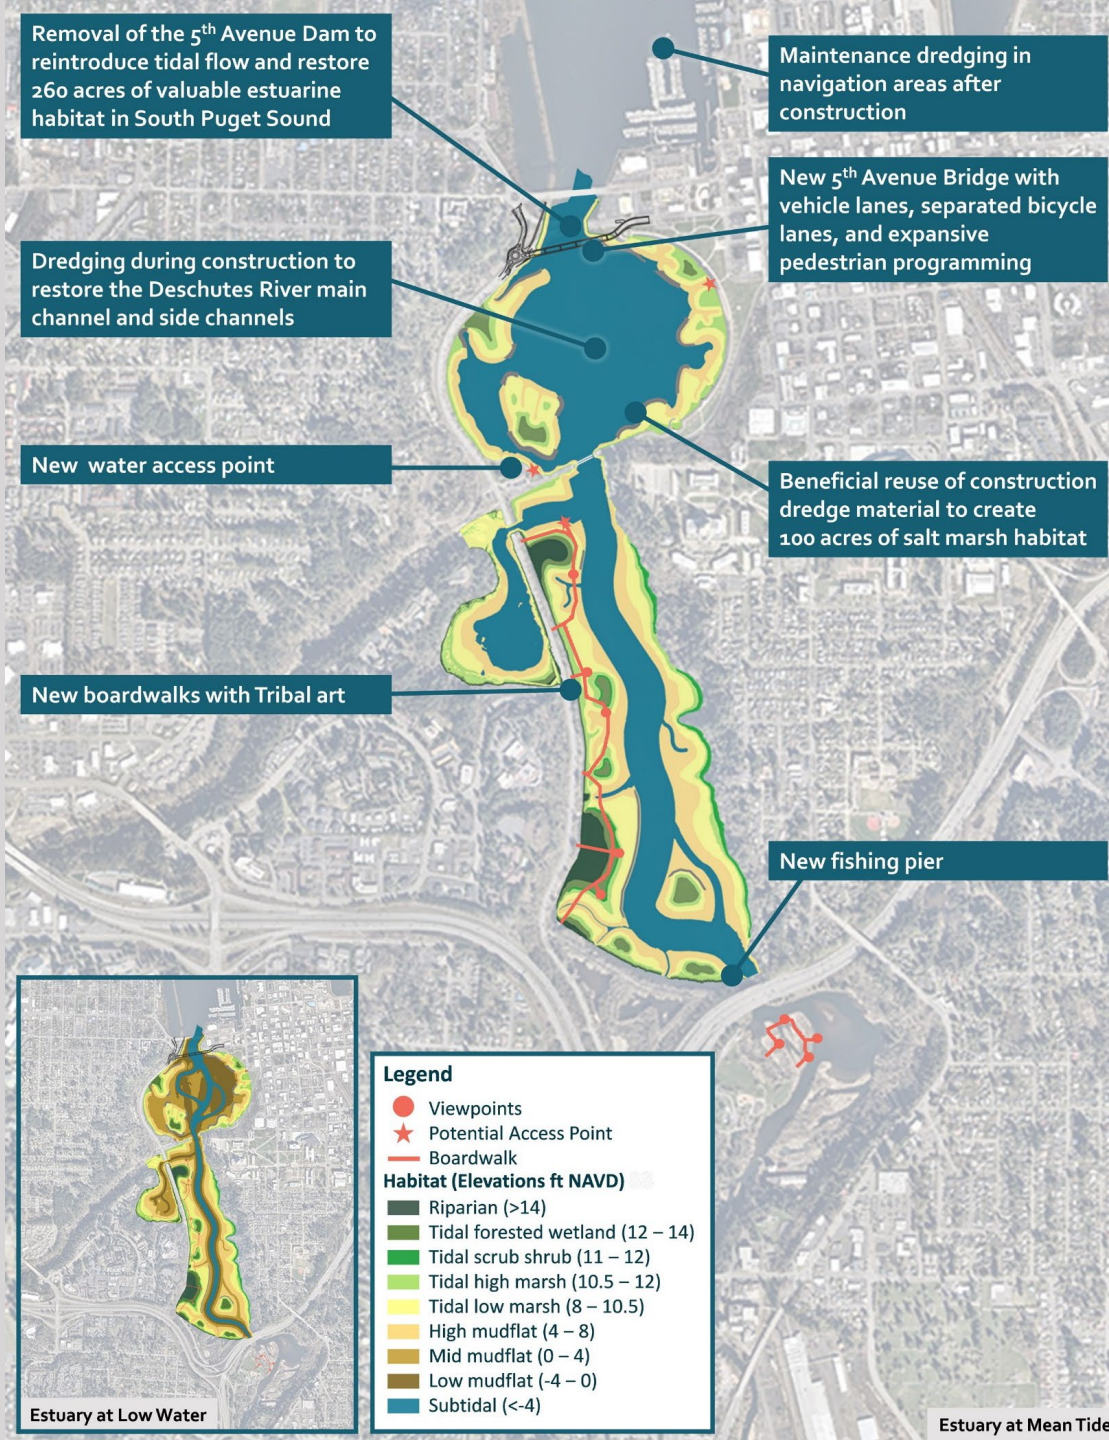 Removal of the 5th Avenue Dam to
reintroduce tidal flow and restore
260 acres of valuable estuarine
habitat in South Puget Sound
Maintenance dredging in
navigation areas after
construction
New 5th Avenue Bridge with
vehicle lanes, separated bicycle
lanes, and expansive
pedestrian programming
Dredging during construction to
restore the Deschutes River main
channel and side channels
New water access point
Beneficial reuse of construction
dredge material to create
100 acres of salt marsh habitat
New boardwalks with Tribal art
New fishing pier
Legend
Viewpoints
Potential Access Point
Boardwalk
Habitat (Elevations ft NAVD)
Riparian (>14)
Tidal forested wetland (12 – 14)
Tidal scrub shrub (11 – 12)
Tidal high marsh (10.5 – 12)
Tidal low marsh (8 – 10.5)
High mudflat (4 – 8)
Mid mudflat (0 – 4)
Low mudflat (-4 – 0)
Subtidal (<-4)
Estuary at Low Water
Estuary at Mean Tide